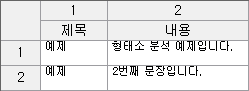 1 2
제목 내용
1 예제 형태소 분석 예제입니다.
2 예제 2번째 문장입니다.